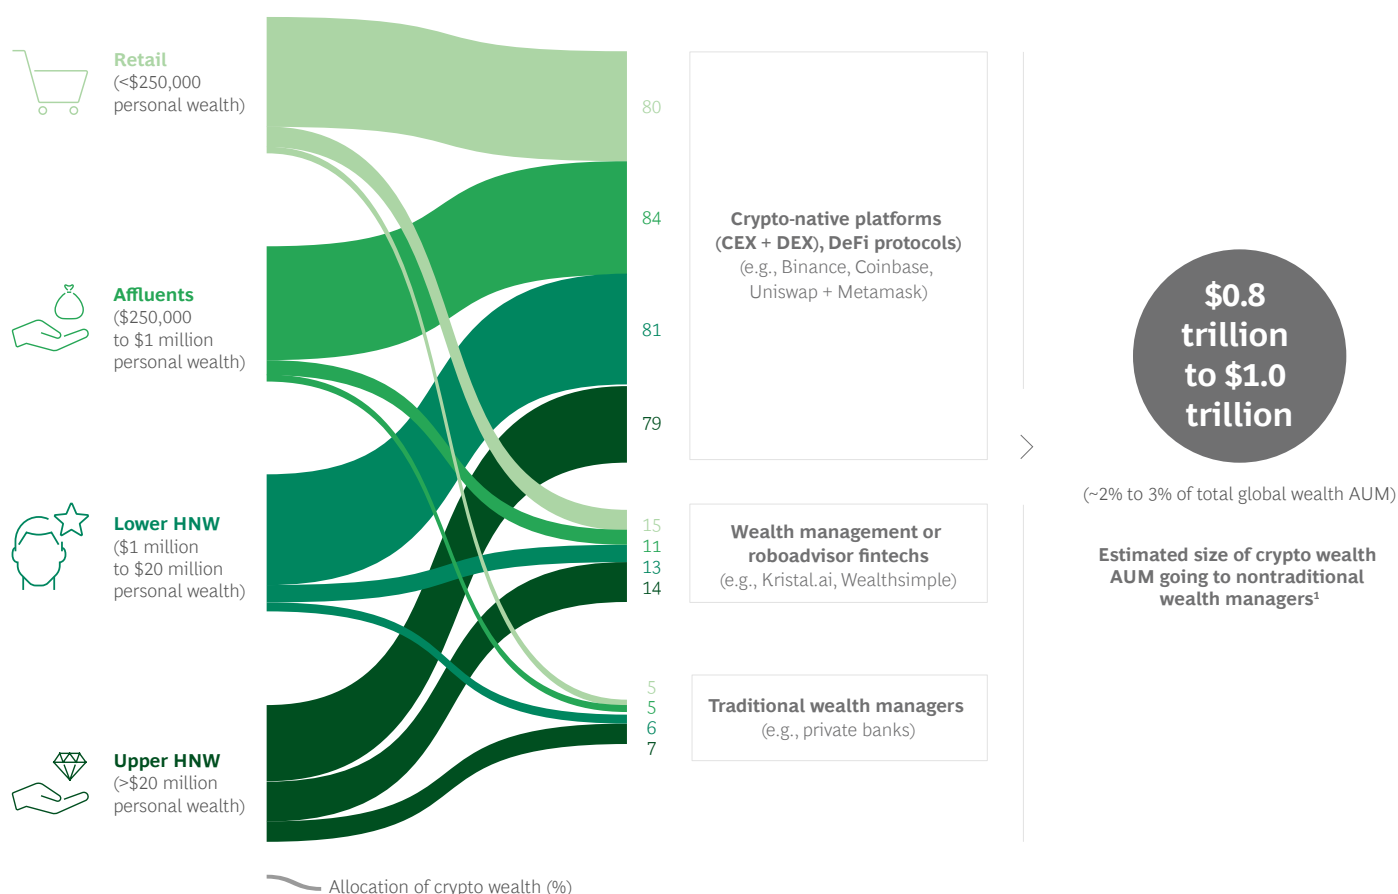 Retail
(<$250,000
personal wealth)
Affluents
($250,000
to $1 million
personal wealth)
Lower HNW
($1 million
to $20 million
personal wealth)
Upper HNW
(>$20 million
personal wealth)
80
84
81
79
15
11
13
14
5
5
6
7
Crypto-native platforms
(CEX + DEX), DeFi protocols)
(e.g., Binance, Coinbase,
Uniswap + Metamask)
Wealth management or
roboadvisor fintechs
(e.g., Kristal.ai, Wealthsimple)
Traditional wealth managers
(e.g., private banks)
$0.8
trillion
to $1.0
trillion
(~2% to 3% of total global wealth AUM)
Estimated size of crypto wealth
AUM going to nontraditional
wealth managers¹
Allocation of crypto wealth (%)